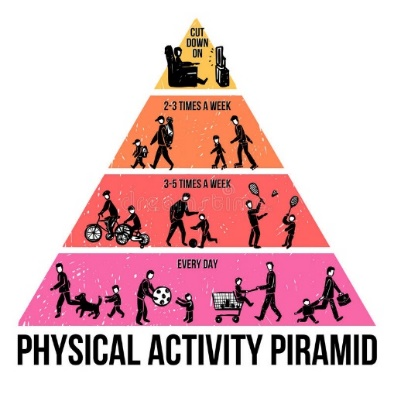 CUT
DOWN
ON
2-3 TIMES A WEEK
3-5 TIMES A WEEK
EVERY DAY
PHYSICAL ACTIVITY PIRAMID